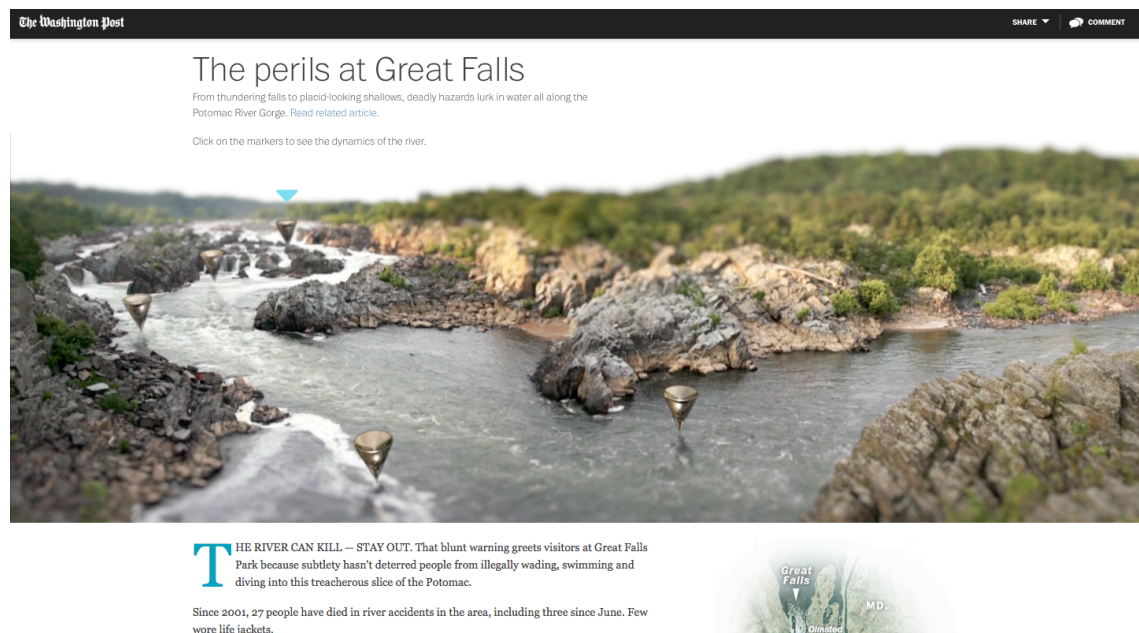 The Washington Post
SHARE
COMMENT
The perils at Great Falls
From thundering falls to placid-looking shallows, deadly hazards lurk in water all along the
Potomac River Gorge. Read related article.
Click on the markers to see the dynamics of the river.
THE RIVER CAN KILL — STAY OUT. That blunt warning greets visitors at Great Falls
Park because subtlety hasn't deterred people from illegally wading, swimming and
diving into this treacherous slice of the Potomac.
Since 2001, 27 people have died in river accidents in the area, including three since June. Few
wore life jackets.
Great
Falls
MD.
Olmsted